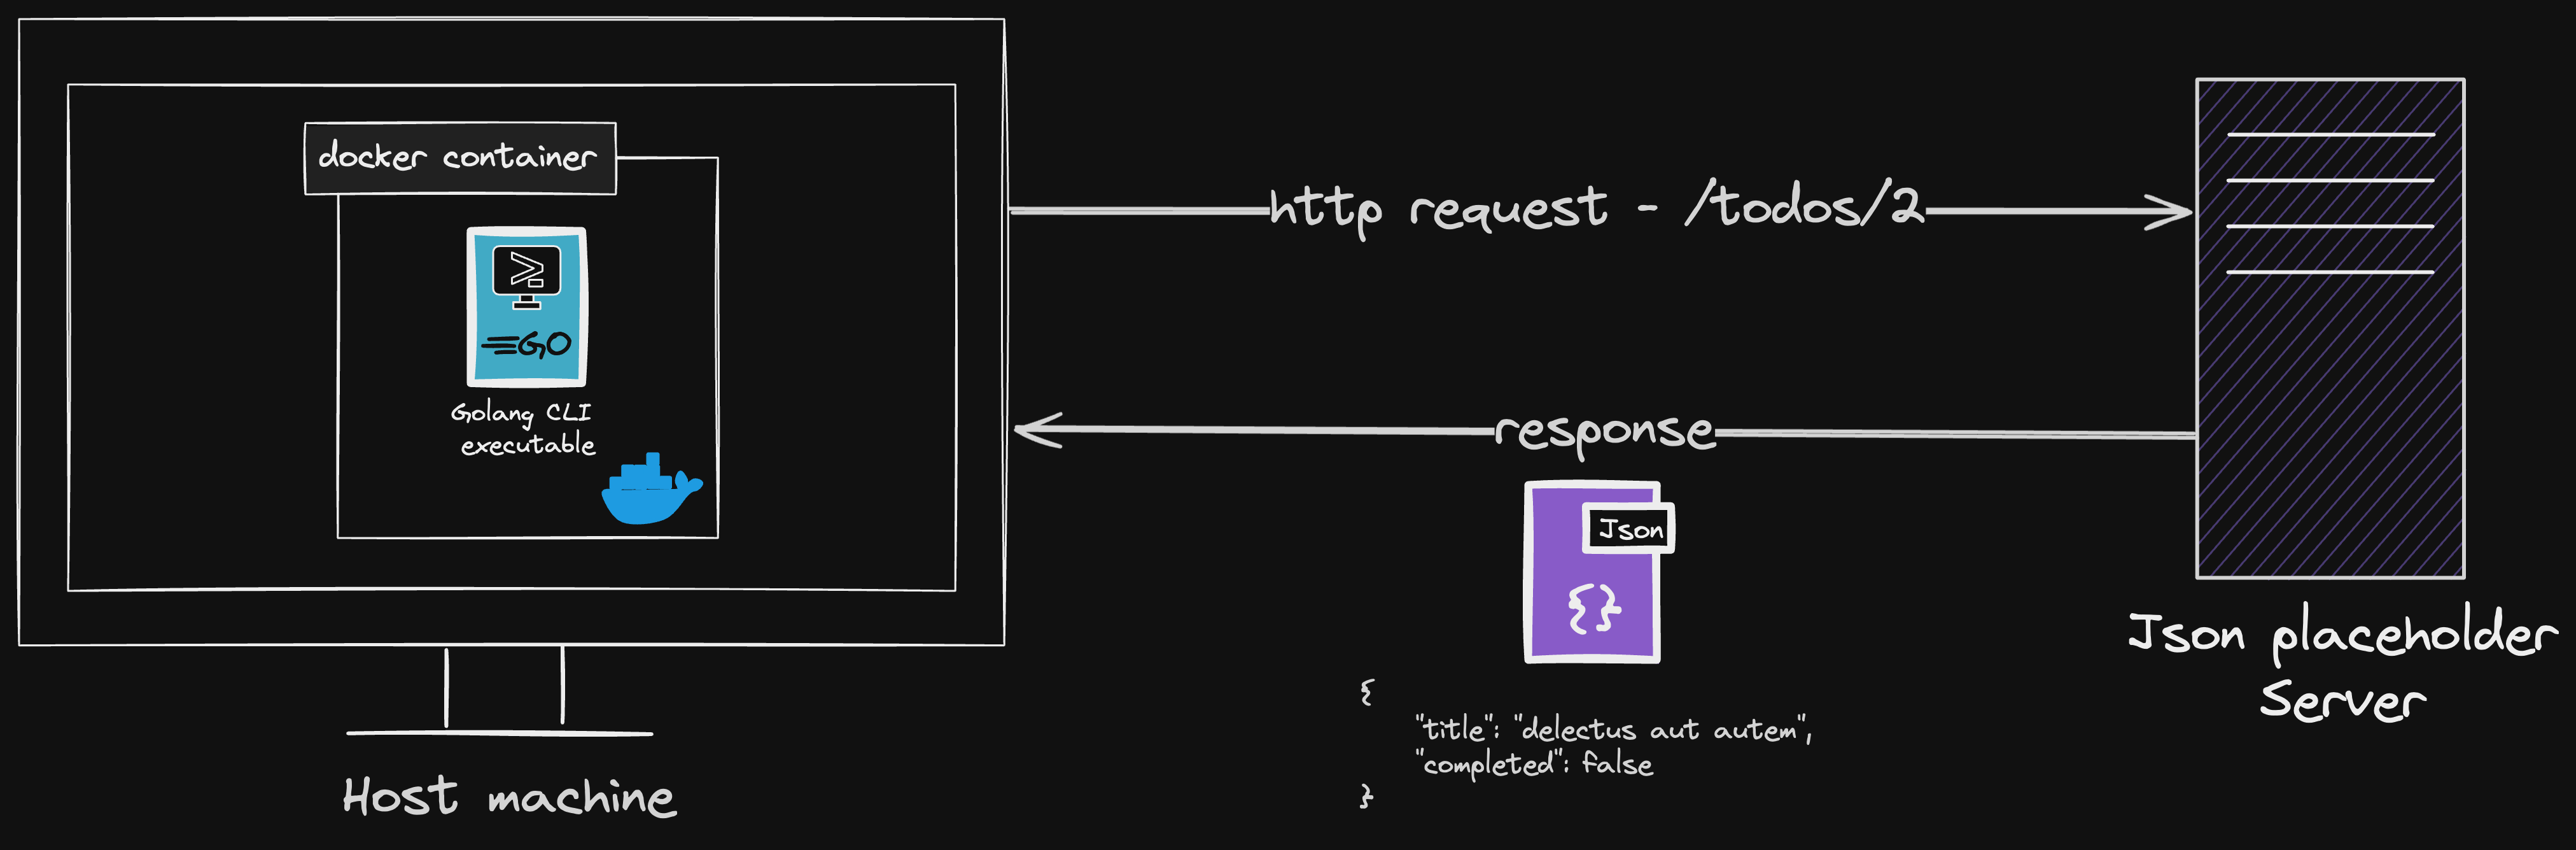 docker container
GO
Golang CLI
executable
Host machine
http request - /todos/2
response
Json
{}
{
"title": "delectus aut autem",
"completed": false
}
Json placeholder
Server